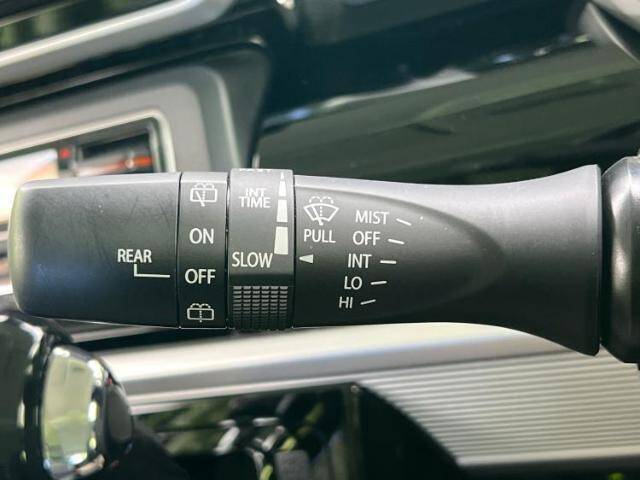 REAR
ON
OFF
INT
TIME
SLOW
PULL
MIST
OFF
INT
LO
HI